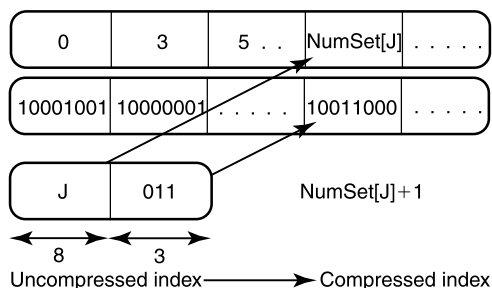 0 3 5 . . NumSet[J] . . . . .
10001001 10000001 . . . . . 10011000 . . . . .
J 011 NumSet[J]+1
8 3
Uncompressed index Compressed index